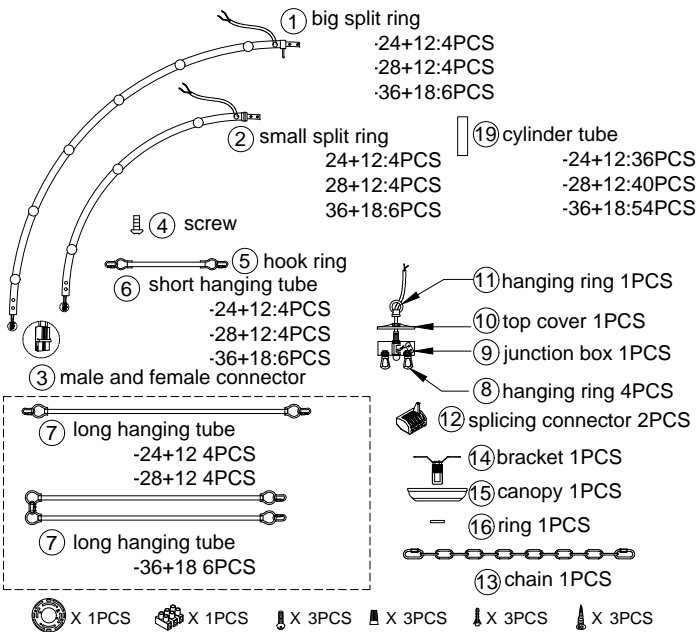 ① big split ring
-24+12:4PCS
-28+12:4PCS
-36+18:6PCS
② small split ring
24+12:4PCS
28+12:4PCS
36+18:6PCS
⑲ cylinder tube
-24+12:36PCS
-28+12:40PCS
-36+18:54PCS
④ screw
⑤ hook ring
⑥ short hanging tube
-24+12:4PCS
-28+12:4PCS
-36+18:6PCS
③ male and female connector
⑪ hanging ring 1PCS
⑩ top cover 1PCS
⑨ junction box 1PCS
⑧ hanging ring 4PCS
⑫ splicing connector 2PCS
⑦ long hanging tube
-24+12 4PCS
-28+12 4PCS
⑦ long hanging tube
-36+18 6PCS
⑭ bracket 1PCS
⑮ canopy 1PCS
⑯ ring 1PCS
⑬ chain 1PCS
X 1PCS X 1PCS X 3PCS X 3PCS X 3PCS X 3PCS